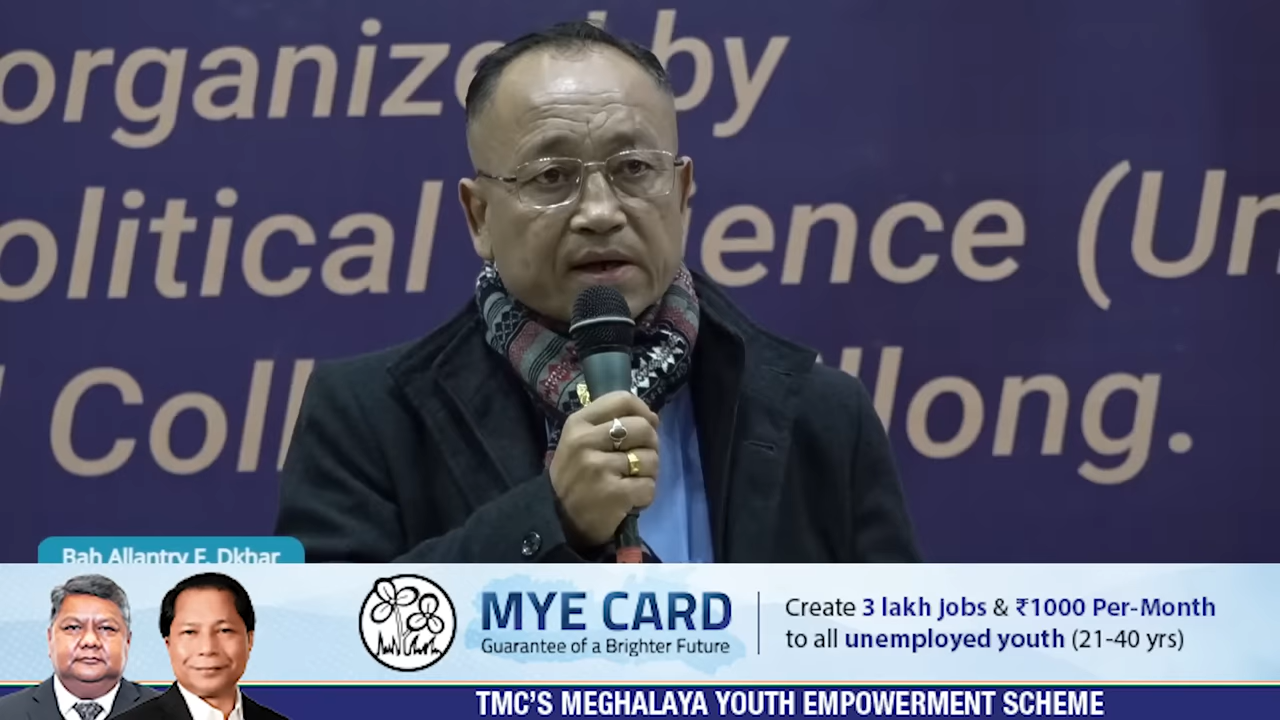 organized by
olitical ence (Un
Coll llong.
Bah Allantry F. Dkhar
MYE CARD
Guarantee of a Brighter Future
Create 3 lakh Jobs & ₹1000 Per-Month
to all unemployed youth (21-40 yrs)
TMC'S MEGHALAYA YOUTH EMPOWERMENT SCHEME